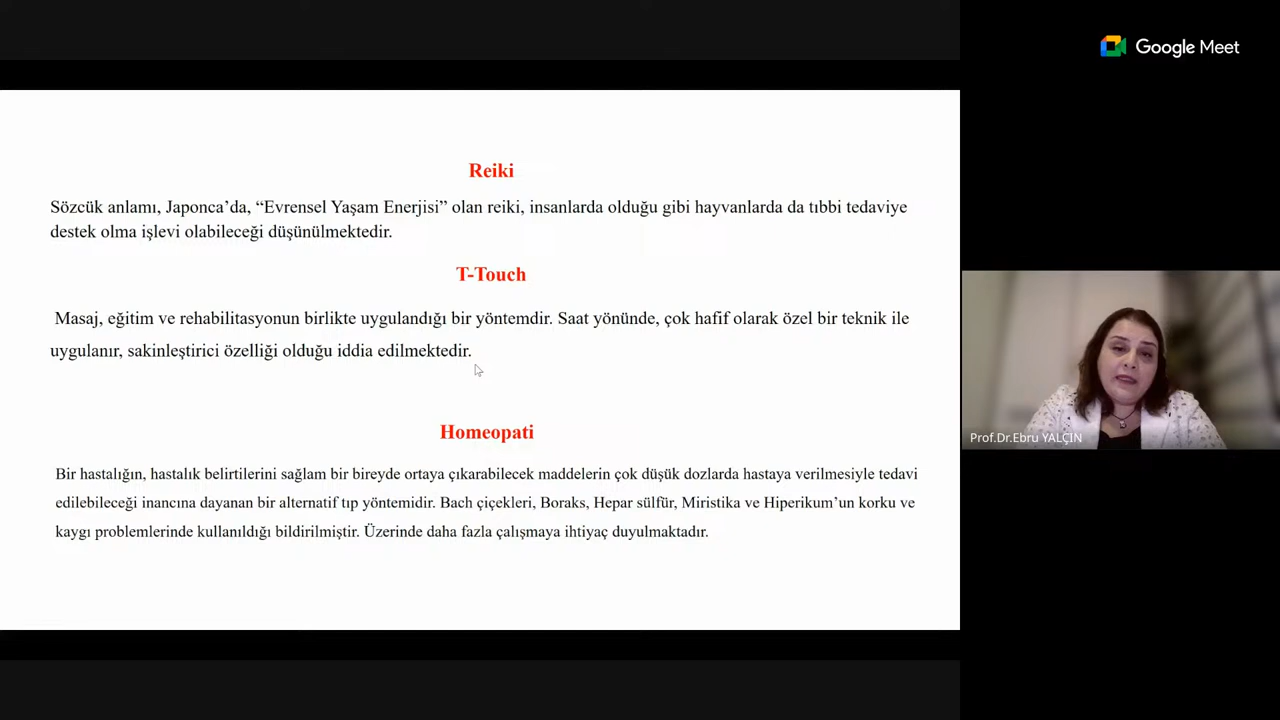 Google Meet
Reiki
Sözcük anlamı, Japonca’da, “Evrensel Yaşam Enerjisi” olan reiki, insanlarda olduğu gibi hayvanlarda da tıbbi tedaviye
destek olma işlevi olabileceği düşünülmektedir.
T-Touch
Masaj, eğitim ve rehabilitasyonun birlikte uygulandığı bir yöntemdir. Saat yönünde, çok hafif olarak özel bir teknik ile
uygulanır, sakinleştirici özelliği olduğu iddia edilmektedir.
Homeopati
Bir hastalığın, hastalık belirtilerini sağlam bir bireyde ortaya çıkarabilecek maddelerin çok düşük dozlarda hastaya verilmesiyle tedavi
edilebileceği inancına dayanan bir alternatif tıp yöntemidir. Bach çiçekleri, Boraks, Hepar sülfür, Miristika ve Hiperikum’un korku ve
kaygı problemlerinde kullanıldığı bildirilmiştir. Üzerinde daha fazla çalışmaya ihtiyaç duyulmaktadır.
Prof.Dr.Ebru YALÇIN